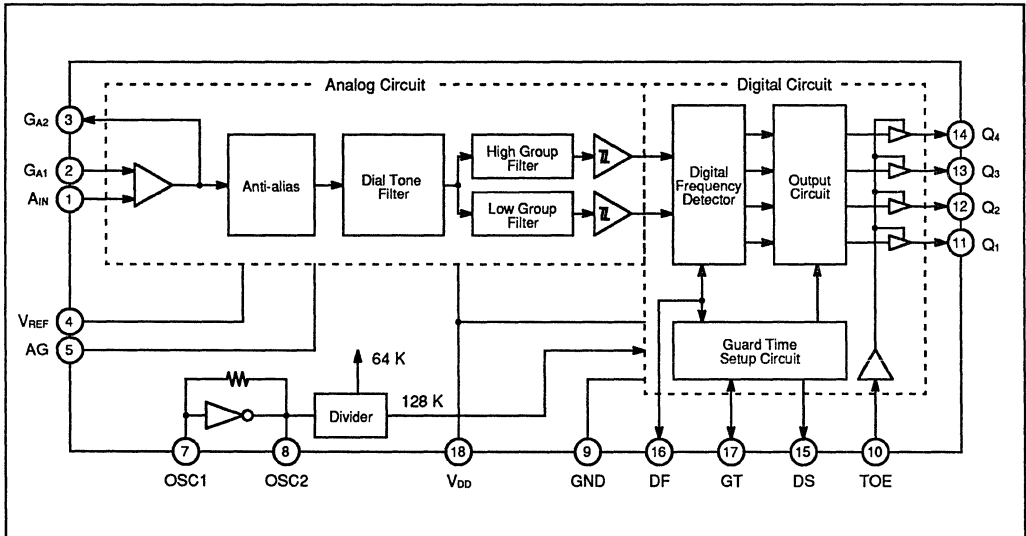 Analog Circuit
Digital Circuit
GA2
3
GA1
2
AIN
1
Anti-alias
Dial Tone
Filter
High Group
Filter
Low Group
Filter
Digital
Frequency
Detector
Output
Circuit
14
Q4
13
Q3
12
Q2
11
Q1
VREF
4
AG
5
64 K
128 K
Divider
Guard Time
Setup Circuit
7
8
18
9
16
17
15
10
OSC1
OSC2
VDD
GND
DF
GT
DS
TOE